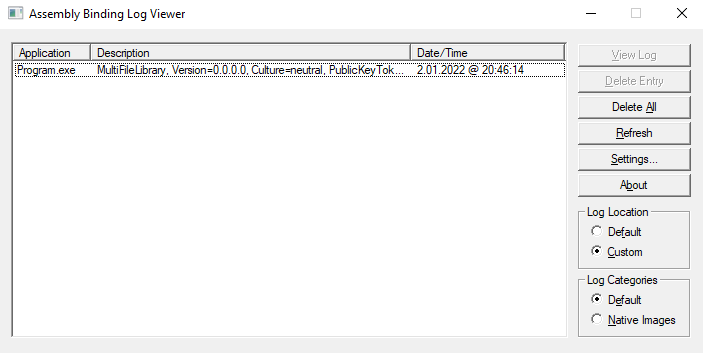 Assembly Binding Log Viewer
Application Description Date/Time
Program.exe MultiFileLibrary, Version=0.0.0.0, Culture=neutral, PublicKeyTok... 2.01.2022 @ 20:46:14
View Log
Delete Entry
Delete All
Refresh
Settings...
About
Log Location
Default
Custom
Log Categories
Default
Native Images